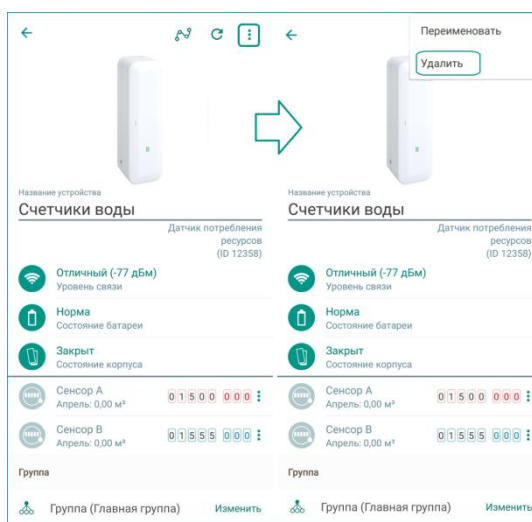 Название устройства
Счетчики воды
Датчик потребления
ресурсов
(ID 12358)
Отличный (-77 дБм)
Уровень связи
Норма
Состояние батареи
Закрыт
Состояние корпуса
Сенсор A
Апрель: 0,00 м³
01500 000
Сенсор B
Апрель: 0,00 м³
01555 000
Группа
Группа (Главная группа) Изменить
Переименовать
Удалить
Название устройства
Счетчики воды
Датчик потребления
ресурсов
(ID 12358)
Отличный (-77 дБм)
Уровень связи
Норма
Состояние батареи
Закрыт
Состояние корпуса
Сенсор A
Апрель: 0,00 м³
01500 000
Сенсор B
Апрель: 0,00 м³
01555 000
Группа
Группа (Главная группа) Изменить